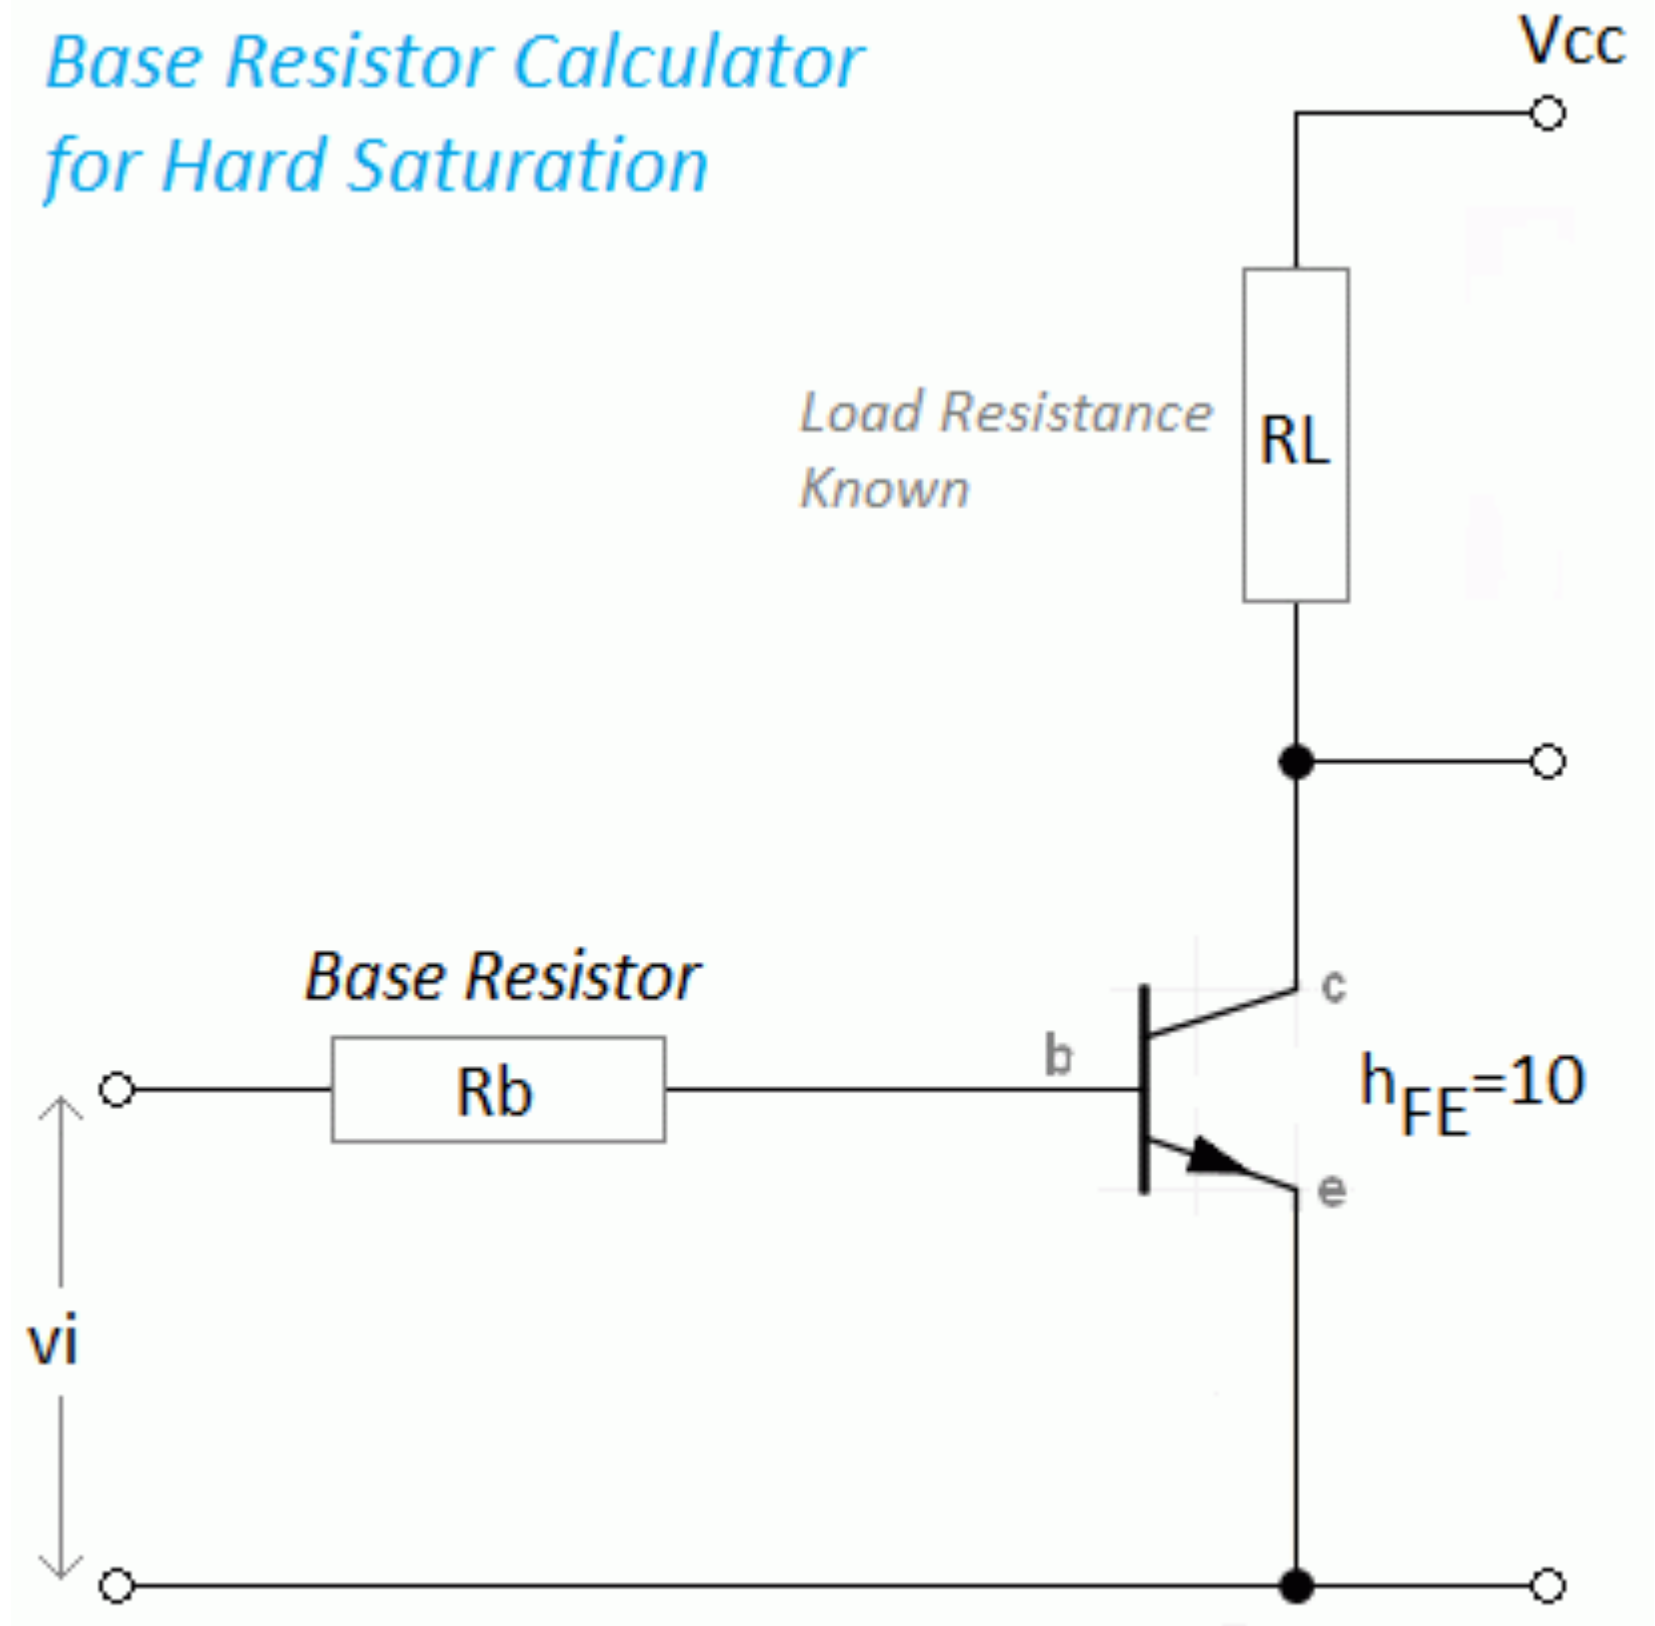 Base Resistor Calculator
for Hard Saturation
Vcc
Load Resistance
Known
RL
Base Resistor
Rb
b
c
hFE=10
e
vi